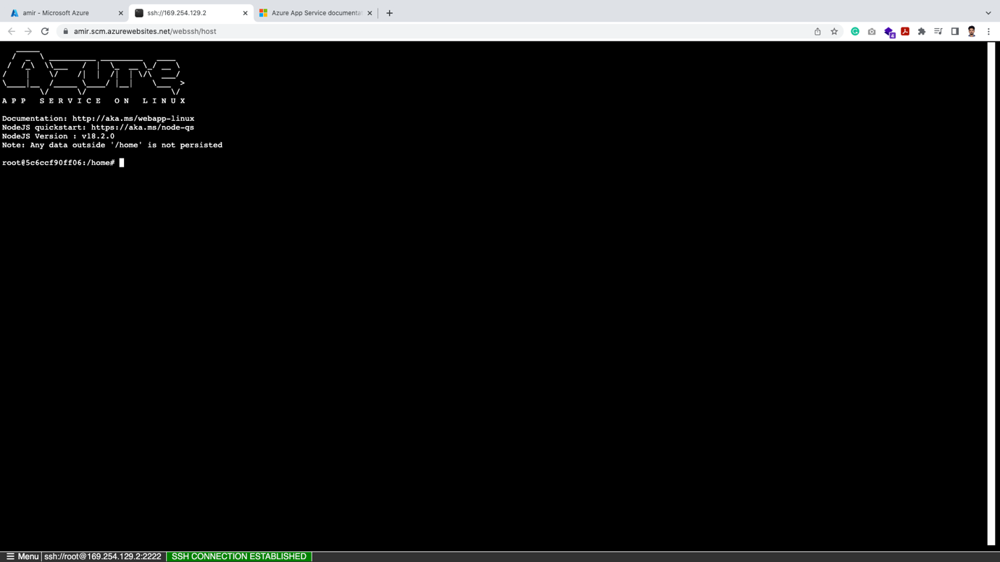 amir - Microsoft Azure
ssh://169.254.129.2
Azure App Service documentat
amir.scm.azurewebsites.net/webssh/host
4
A P P   S E R V I C E   O N   L I N U X
Documentation: http://aka.ms/webapp-linux
NodeJS quickstart: https://aka.ms/node-qs
NodeJS Version : v18.2.0
Note: Any data outside '/home' is not persisted
root@5c6ccf90ff06:/home#
Menu
ssh://root@169.254.129.2:2222
SSH CONNECTION ESTABLISHED